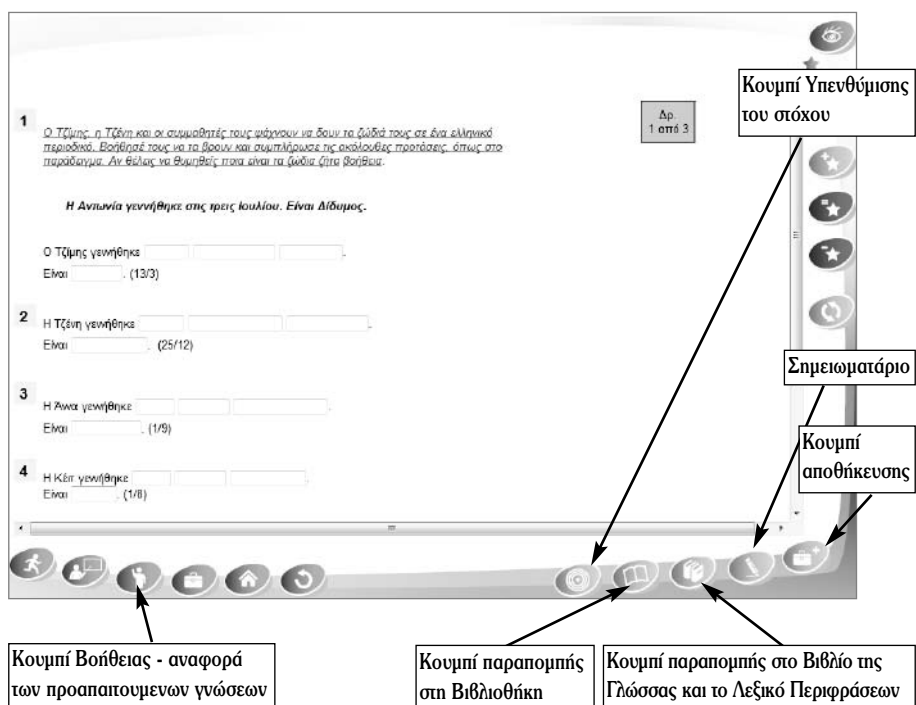 Κουμπί Υπενθύμισης
του στόχου
Δρ.
1 από 3
1
Ο Τζίμης, η Τζένη και οι συμμαθητές τους ψάχνουν να δουν τα ζώδιά τους σε ένα ελληνικό
περιοδικό. Βοήθησέ τους να τα βρουν και συμπλήρωσε τις ακόλουθες προτάσεις, όπως στο
παράδειγμα. Αν θέλεις να θυμηθείς ποια είναι τα ζώδια ζήτα βοήθεια.
Η Αντωνία γεννήθηκε στις τρεις Ιουλίου. Είναι Δίδυμος.
Ο Τζίμης γεννήθηκε .
Είναι . (13/3)
2
Η Τζένη γεννήθηκε .
Είναι . (25/12)
Σημειωματάριο
3
Η Άννα γεννήθηκε .
Είναι . (1/9)
Κουμπί
αποθήκευσης
4
Η Κέιτ γεννήθηκε .
Είναι . (1/8)
Κουμπί Βοήθειας - αναφορά
των προαπαιτουμενων γνώσεων
Κουμπί παραπομπής
στη Βιβλιοθήκη
Κουμπί παραπομπής στο Βιβλίο της
Γλώσσας και το Λεξικό Περιφράσεων